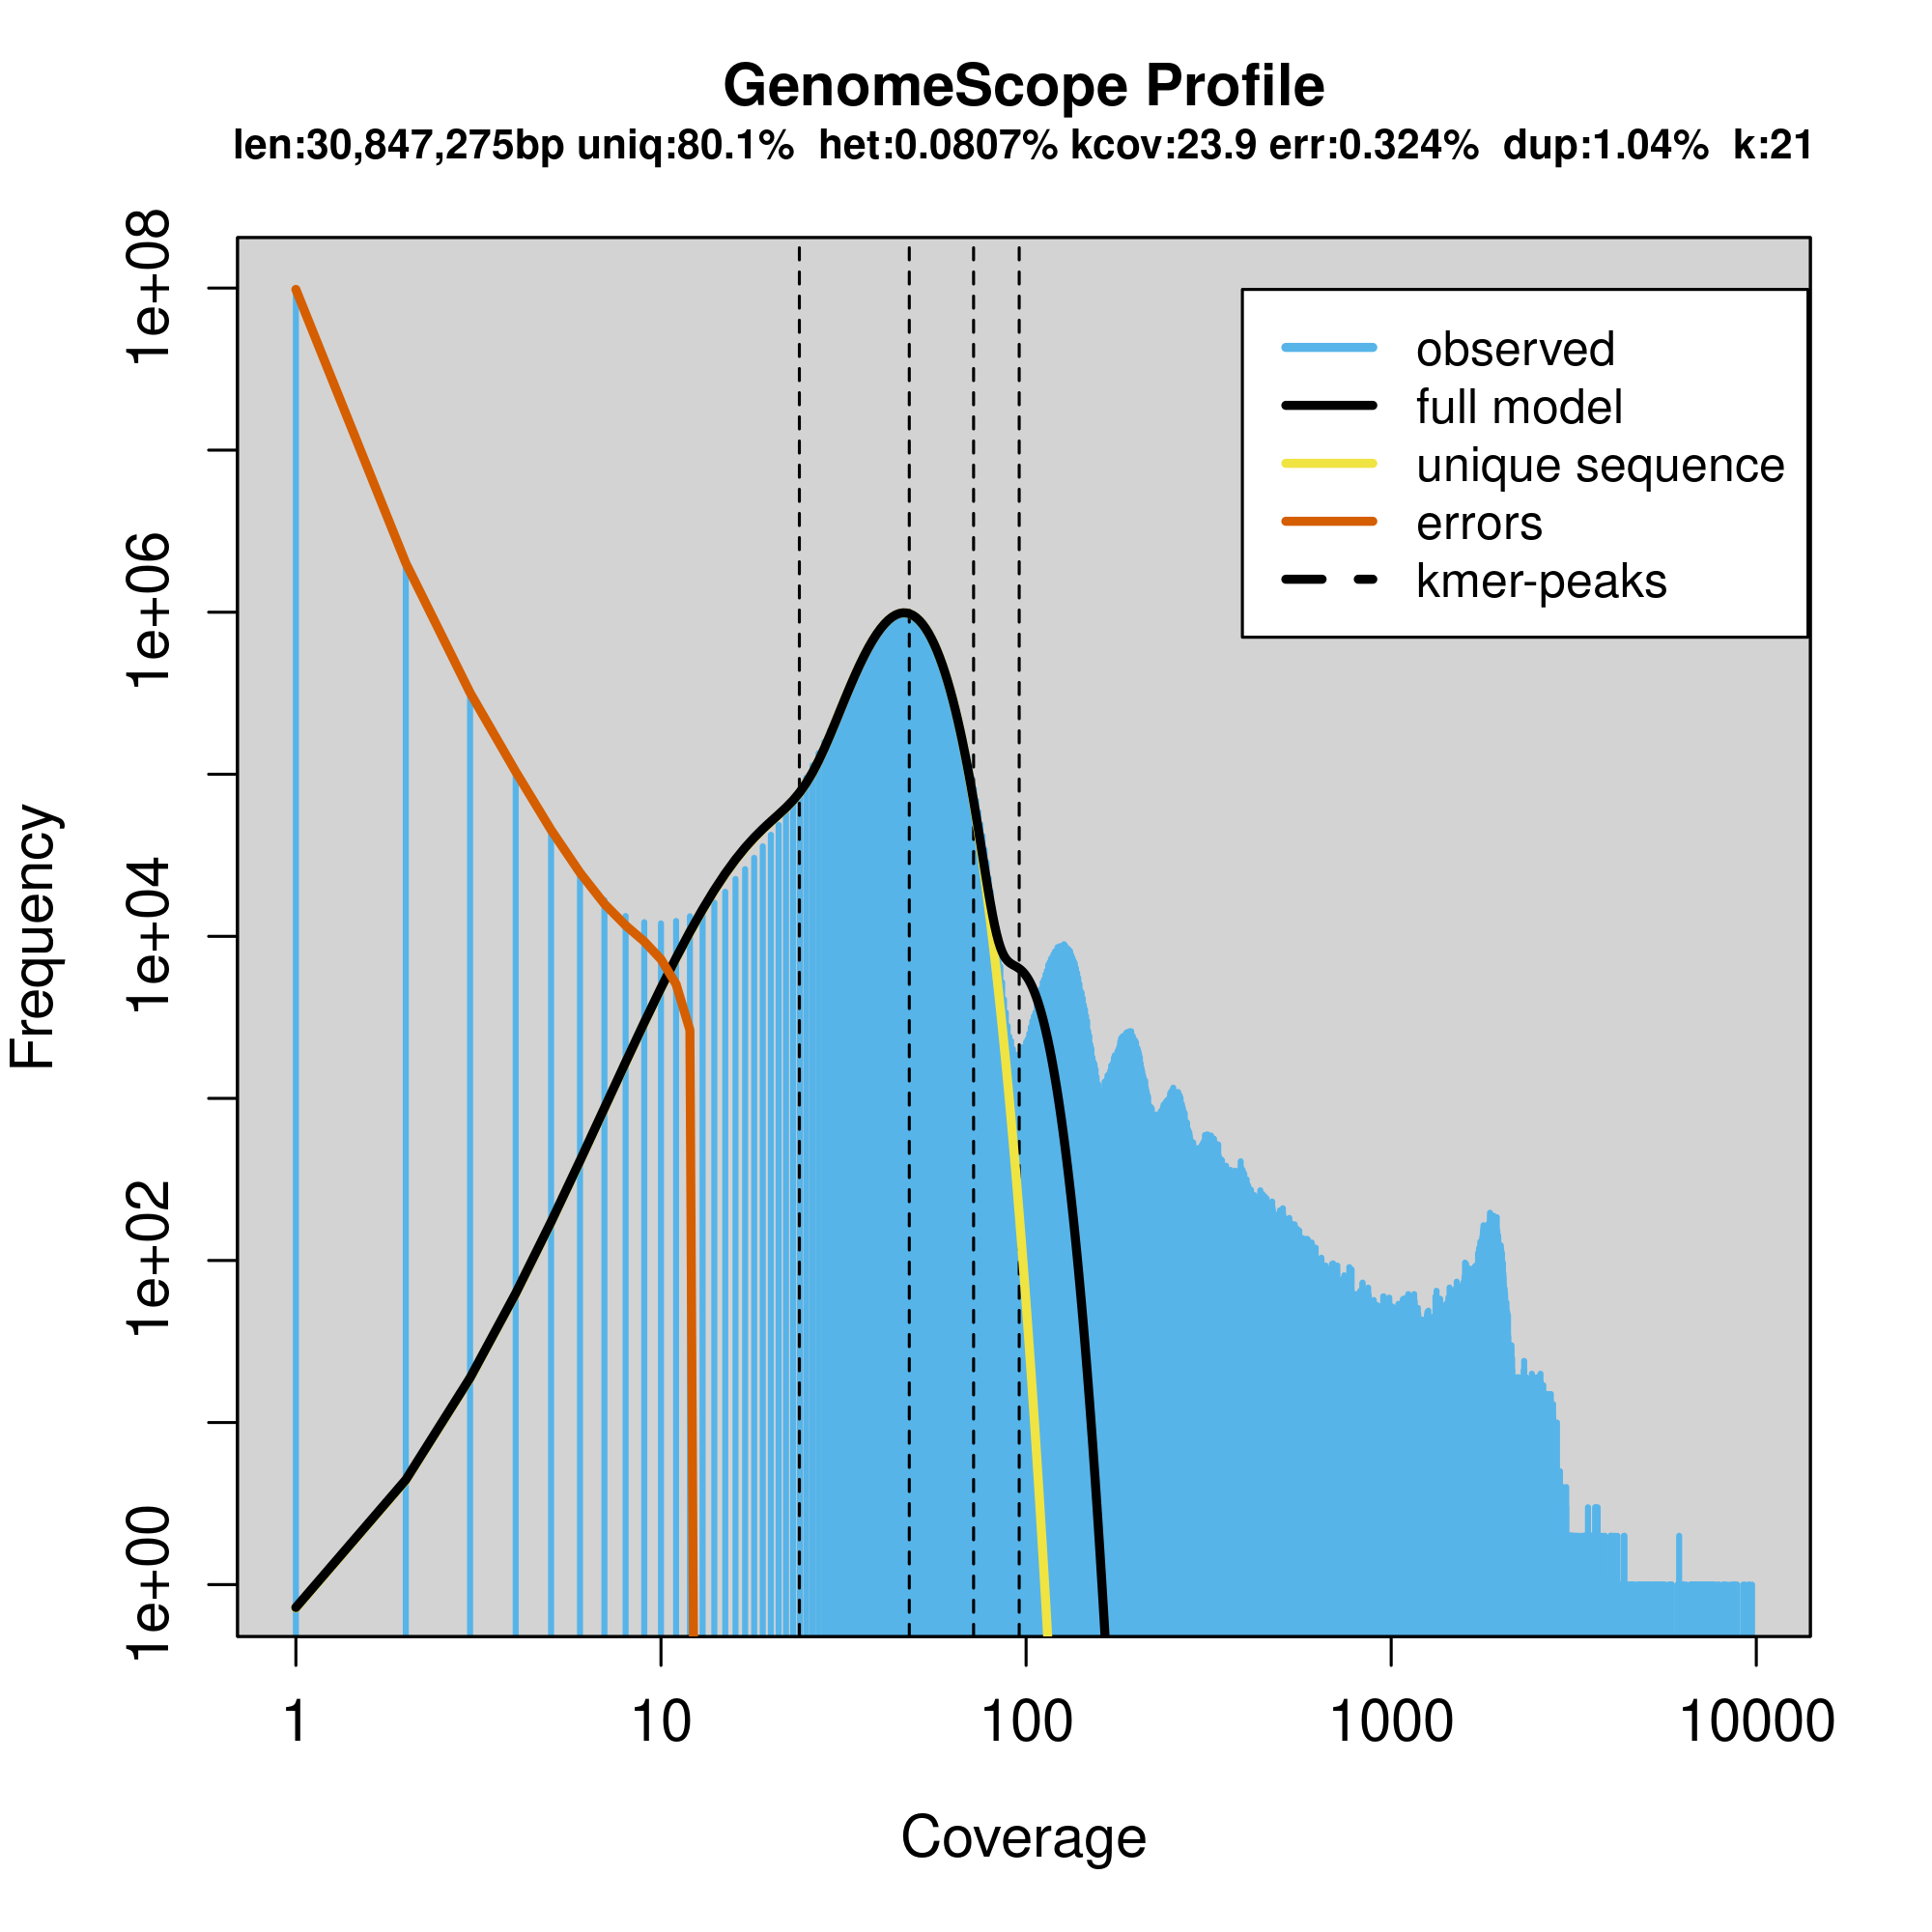 GenomeScope Profile
len:30,847,275bp uniq:80.1% het:0.0807% kcov:23.9 err:0.324% dup:1.04% k:21
1e+08
1e+06
1e+04
1e+02
1e+00
Frequency
observed
full model
unique sequence
errors
kmer-peaks
1
10
100
1000
10000
Coverage